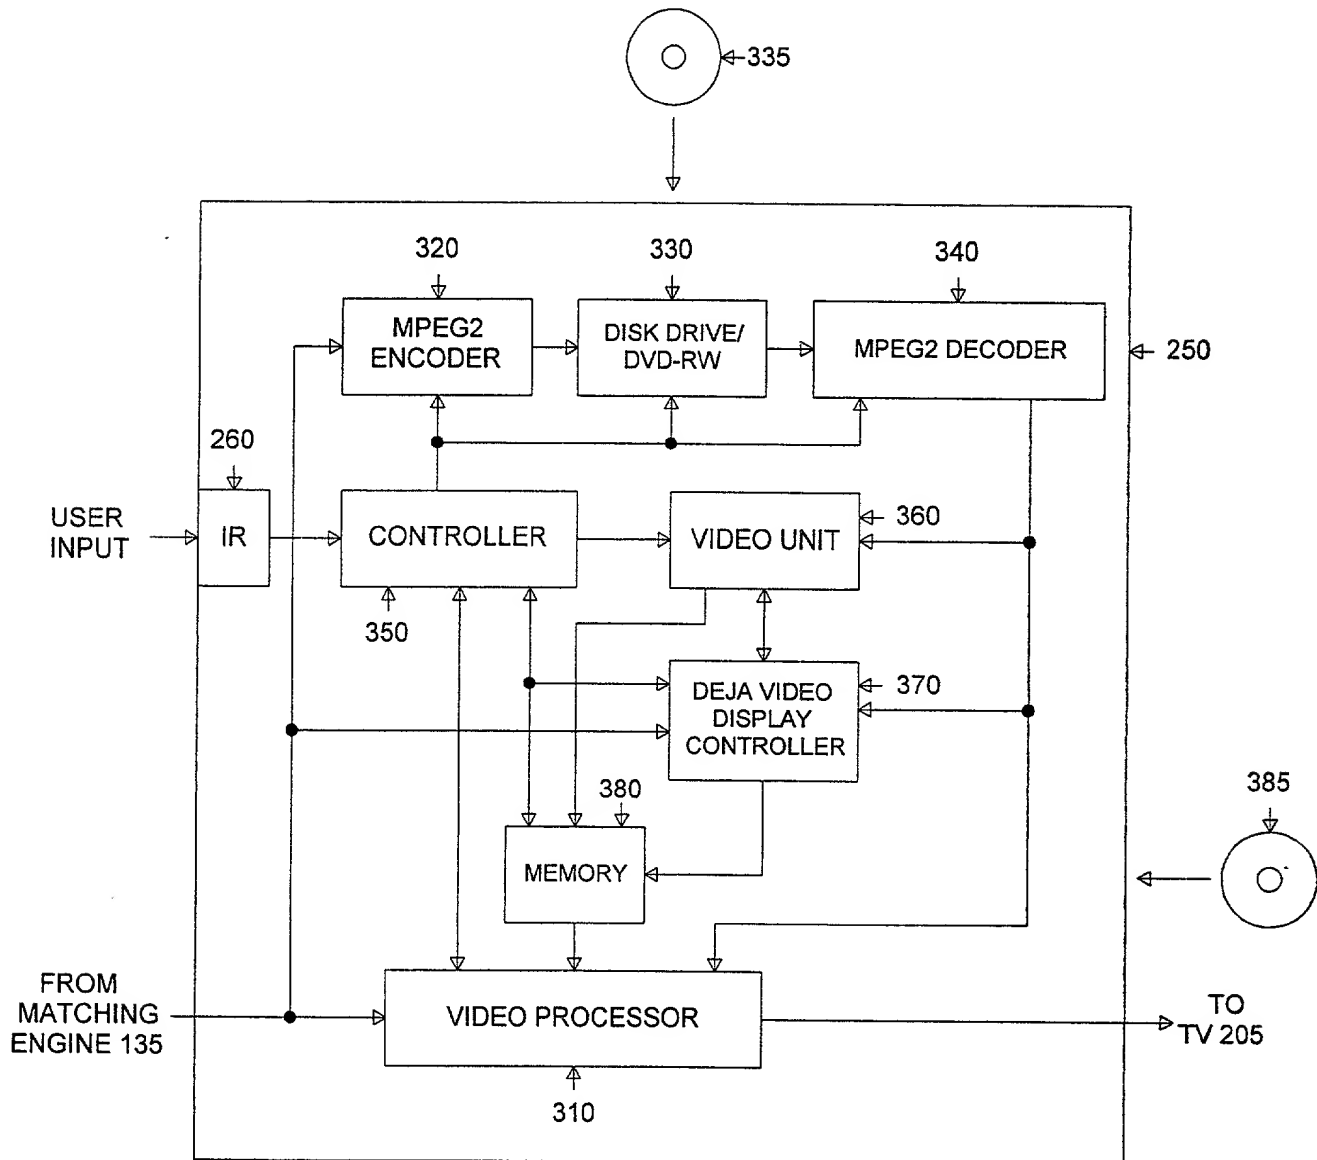 335
320
330
340
MPEG2
ENCODER
DISK DRIVE/
DVD-RW
MPEG2 DECODER
250
260
USER
INPUT
IR
CONTROLLER
VIDEO UNIT
360
350
DEJA VIDEO
DISPLAY
CONTROLLER
370
380
385
MEMORY
FROM
MATCHING
ENGINE 135
VIDEO PROCESSOR
TO
TV 205
310